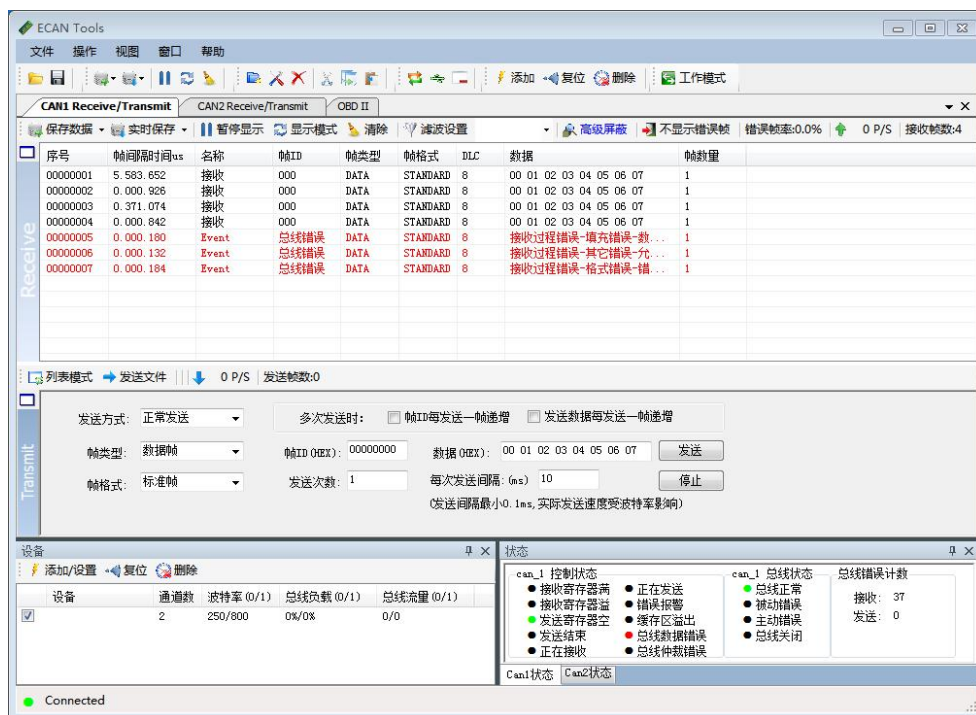 ECAN Tools
文件 操作 视图 窗口 帮助
添加 复位 删除 工作模式
CAN1 Receive/Transmit CAN2 Receive/Transmit OBD II
保存数据 实时保存 暂停显示 显示模式 清除 滤波设置 高级屏蔽 不显示错误帧 错误帧率:0.0% 0 P/S 接收帧数:4
序号 帧间隔时间us 名称 帧ID 帧类型 帧格式 DLC 数据 帧数量
00000001 5.583.652 接收 000 DATA STANDARD 8 00 01 02 03 04 05 06 07 1
00000002 0.000.926 接收 000 DATA STANDARD 8 00 01 02 03 04 05 06 07 1
00000003 0.371.074 接收 000 DATA STANDARD 8 00 01 02 03 04 05 06 07 1
00000004 0.000.842 接收 000 DATA STANDARD 8 00 01 02 03 04 05 06 07 1
00000005 0.000.180 Event 总线错误 DATA STANDARD 8 接收过程错误-填充错误-数... 1
00000006 0.000.132 Event 总线错误 DATA STANDARD 8 接收过程错误-其它错误-允... 1
00000007 0.000.184 Event 总线错误 DATA STANDARD 8 接收过程错误-格式错误-错... 1
Receive
列表模式 发送文件 0 P/S 发送帧数:0
发送方式: 正常发送 多次发送时: 帧ID每发送一帧递增 发送数据每发送一帧递增
帧类型: 数据帧 帧ID(HEX): 00000000 数据(HEX): 00 01 02 03 04 05 06 07 发送
帧格式: 标准帧 发送次数: 1 每次发送间隔:(ms) 10 停止
(发送间隔最小0.1ms,实际发送速度受波特率影响)
Transmit
设备
添加/设置 复位 删除
设备 通道数 波特率(0/1) 总线负载(0/1) 总线流量(0/1)
2 250/800 0%/0% 0/0
状态
can_1 控制状态 can_1 总线状态 总线错误计数
接收寄存器满 正在发送 总线正常 接收: 37
接收寄存器溢 错误报警 被动错误 发送: 0
发送寄存器空 缓存区溢出 主动错误
发送结束 总线数据错误 总线关闭
正在接收 总线仲裁错误
Can1状态 Can2状态
Connected